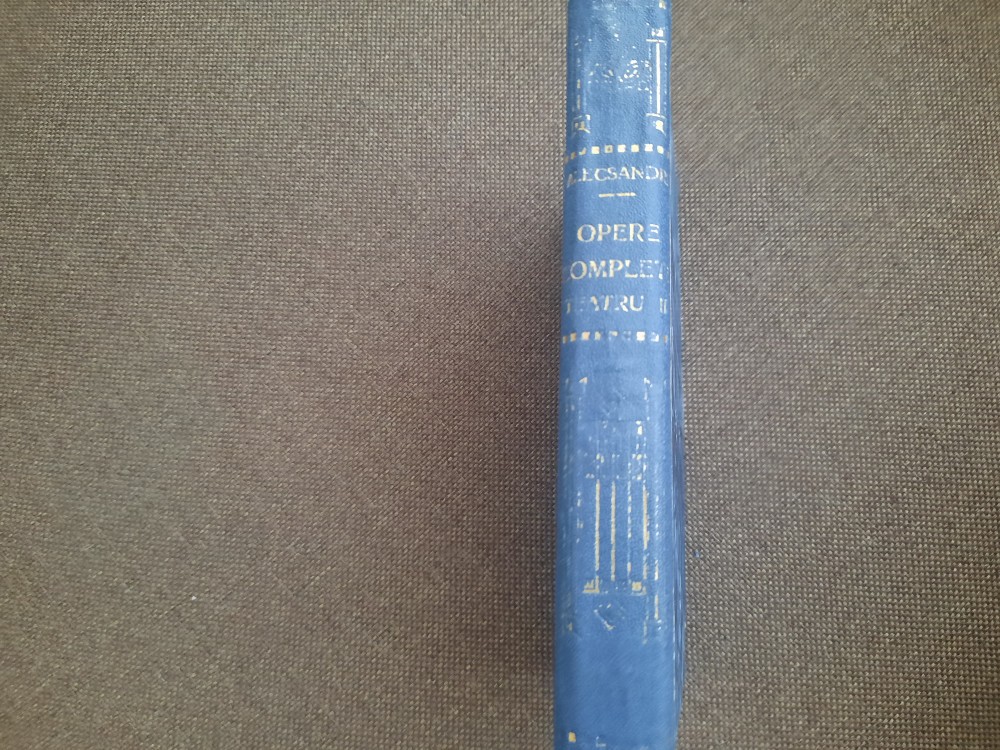 ALECSANDRI
OPERE
COMPLETE
TEATRU II